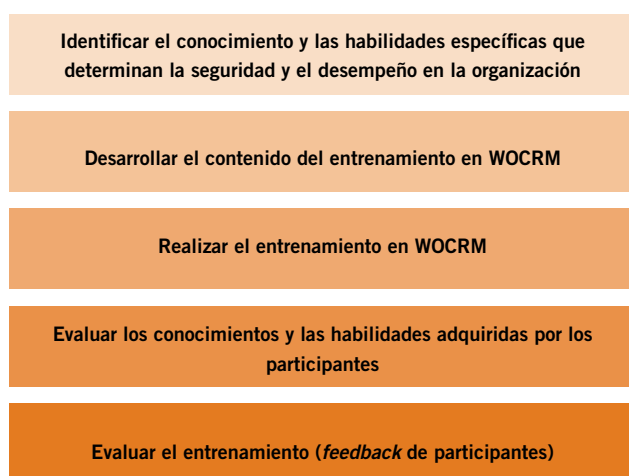 Identificar el conocimiento y las habilidades específicas que
determinan la seguridad y el desempeño en la organización
Desarrollar el contenido del entrenamiento en WOCRM
Realizar el entrenamiento en WOCRM
Evaluar los conocimientos y las habilidades adquiridas por los
participantes
Evaluar el entrenamiento (feedback de participantes)